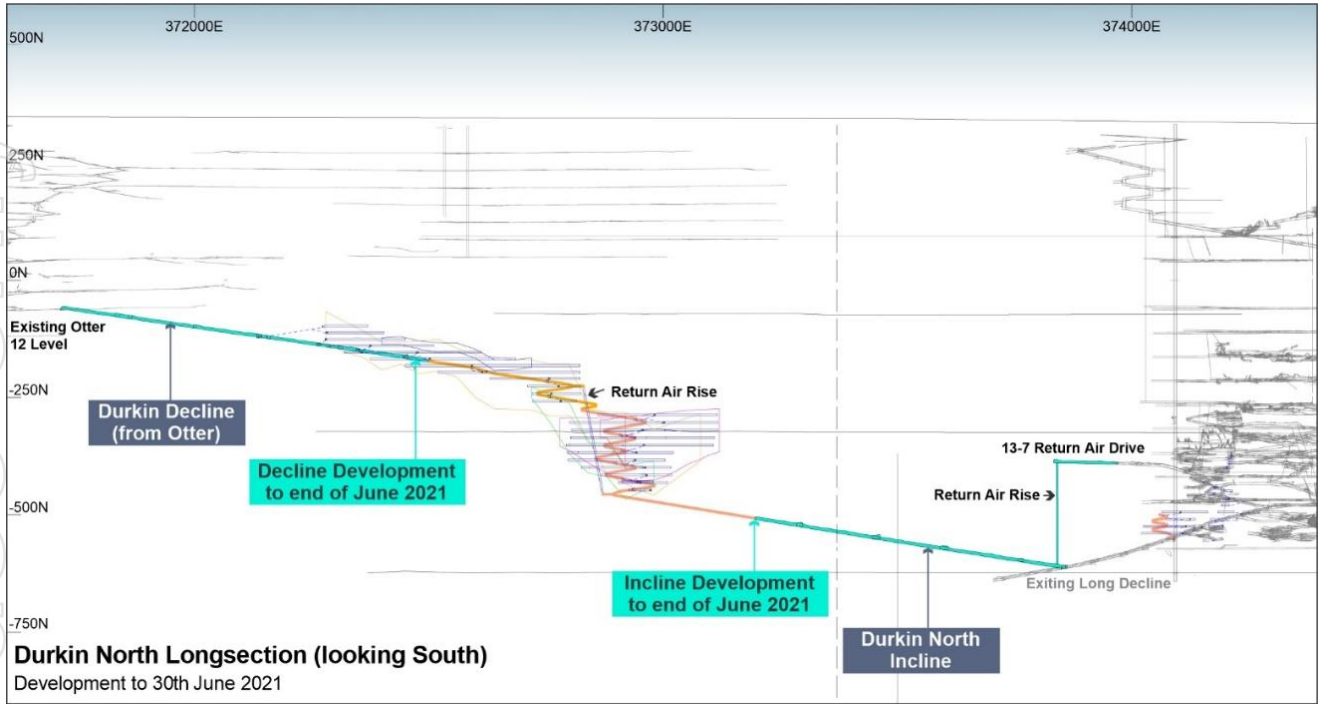 372000E
373000E
374000E
500N
250N
0N
Existing Otter
12 Level
-250N
Return Air Rise
Durkin Decline
(from Otter)
Decline Development
to end of June 2021
13-7 Return Air Drive
Return Air Rise
-500N
Incline Development
to end of June 2021
Exiting Long Decline
-750N
Durkin North
Incline
Durkin North Longsection (looking South)
Development to 30th June 2021